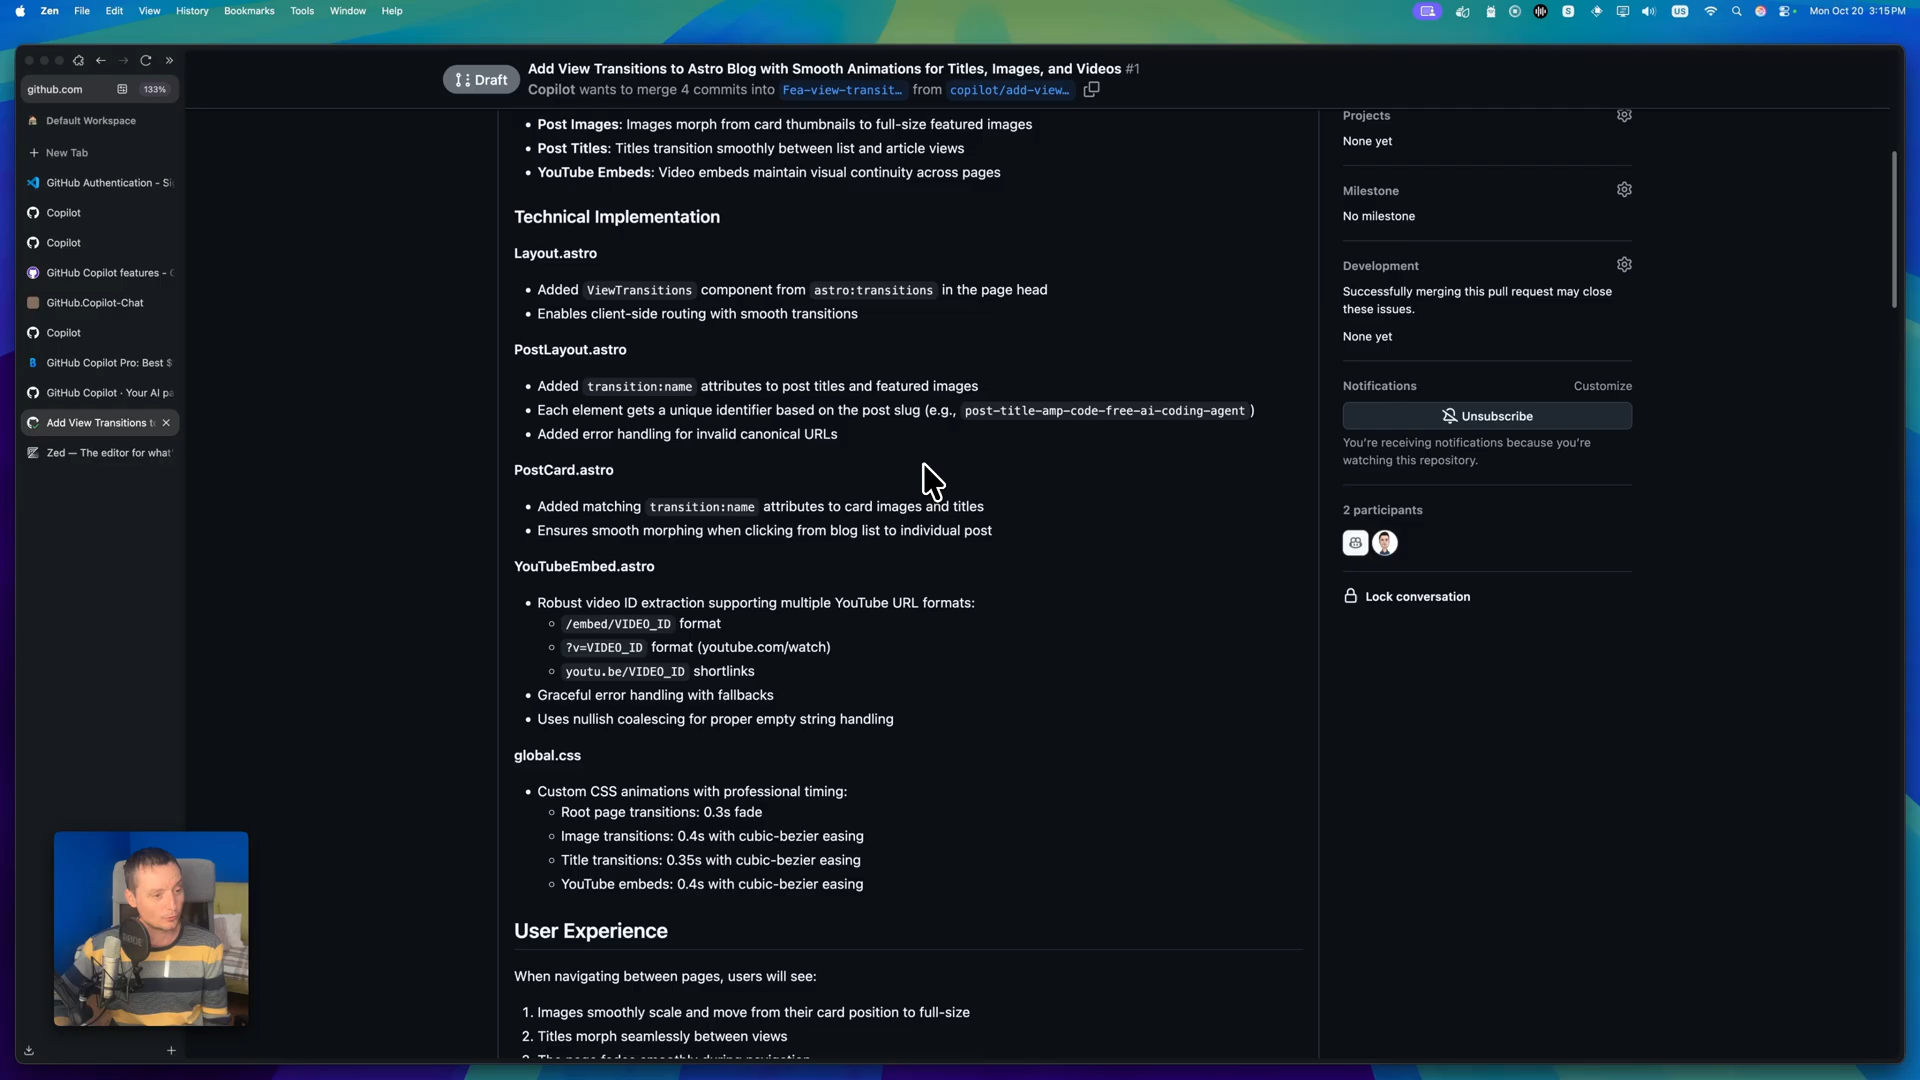 Zen File Edit View History Bookmarks Tools Window Help
US Mon Oct 20 3:15 PM
github.com 133%
Default Workspace
New Tab
GitHub Authentication - Si
Copilot
Copilot
GitHub Copilot features -
GitHub.Copilot-Chat
Copilot
GitHub Copilot Pro: Best $
GitHub Copilot · Your AI pa
Add View Transitions to
Zed — The editor for what'
Draft
Add View Transitions to Astro Blog with Smooth Animations for Titles, Images, and Videos #1
Copilot wants to merge 4 commits into Fea-view-transit… from copilot/add-view…
• Post Images: Images morph from card thumbnails to full-size featured images
• Post Titles: Titles transition smoothly between list and article views
• YouTube Embeds: Video embeds maintain visual continuity across pages
Technical Implementation
Layout.astro
• Added ViewTransitions component from astro:transitions in the page head
• Enables client-side routing with smooth transitions
PostLayout.astro
• Added transition:name attributes to post titles and featured images
• Each element gets a unique identifier based on the post slug (e.g., post-title-amp-code-free-ai-coding-agent )
• Added error handling for invalid canonical URLs
PostCard.astro
• Added matching transition:name attributes to card images and titles
• Ensures smooth morphing when clicking from blog list to individual post
YouTubeEmbed.astro
• Robust video ID extraction supporting multiple YouTube URL formats:
◦ /embed/VIDEO_ID format
◦ ?v=VIDEO_ID format (youtube.com/watch)
◦ youtu.be/VIDEO_ID shortlinks
• Graceful error handling with fallbacks
• Uses nullish coalescing for proper empty string handling
global.css
• Custom CSS animations with professional timing:
◦ Root page transitions: 0.3s fade
◦ Image transitions: 0.4s with cubic-bezier easing
◦ Title transitions: 0.35s with cubic-bezier easing
◦ YouTube embeds: 0.4s with cubic-bezier easing
User Experience
When navigating between pages, users will see:
1. Images smoothly scale and move from their card position to full-size
2. Titles morph seamlessly between views
3. The page fades smoothly during navigation
Projects
None yet
Milestone
No milestone
Development
Successfully merging this pull request may close
these issues.
None yet
Notifications Customize
Unsubscribe
You're receiving notifications because you're
watching this repository.
2 participants
Lock conversation